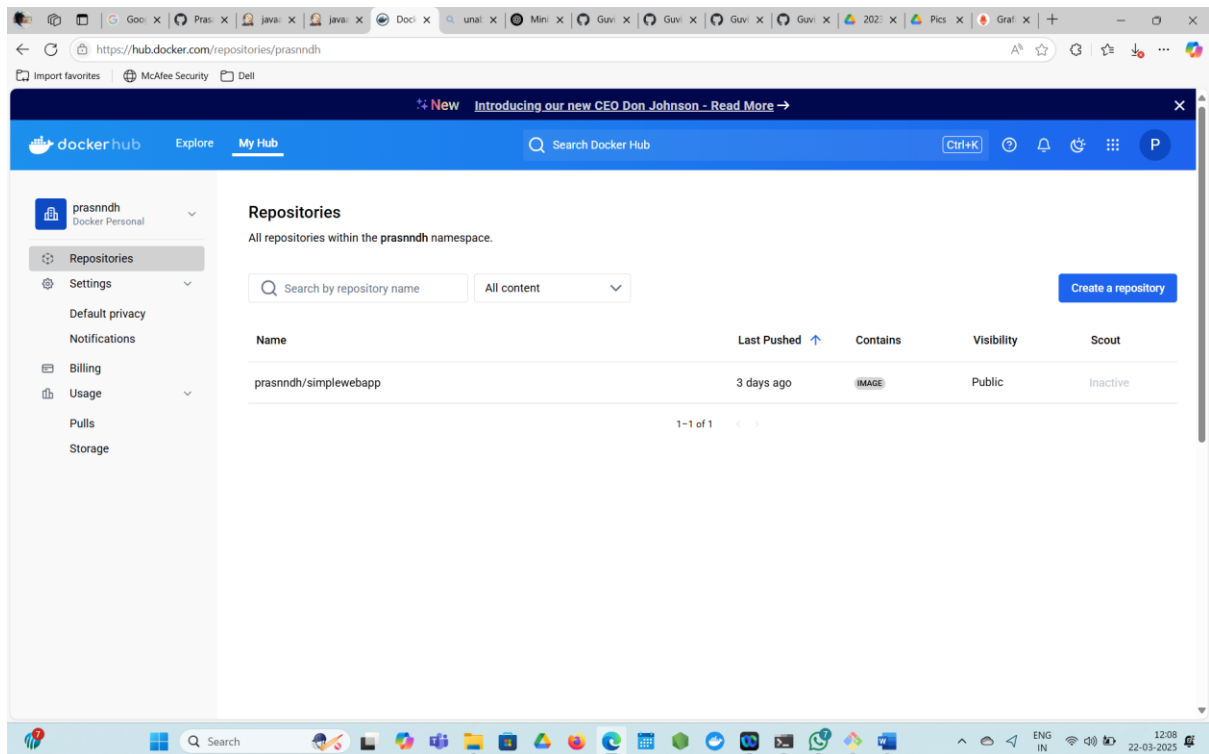 Goo
Pras
java
java
Dock
unal
Mini
Guvi
Guvi
Guvi
Guvi
Pics
Graf
https://hub.docker.com/repositories/prasnndh
Import favorites
McAfee Security
Dell
New Introducing our new CEO Don Johnson - Read More →
dockerhub
Explore
My Hub
Search Docker Hub
Ctrl+K
P
prasnndh
Docker Personal
Repositories
Settings
Default privacy
Notifications
Billing
Usage
Pulls
Storage
Repositories
All repositories within the prasnndh namespace.
Search by repository name
All content
Create a repository
Name Last Pushed Contains Visibility Scout
prasnndh/simplewebapp 3 days ago IMAGE Public Inactive
1–1 of 1
7
Search
ENG
IN
12:08
22-03-2025